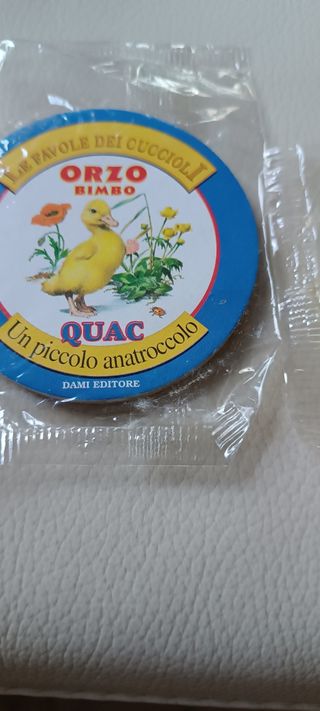 LE FAVOLE DEI CUCCIOLI
ORZO
BIMBO
QUAC
Un piccolo anatroccolo
DAMI EDITORE